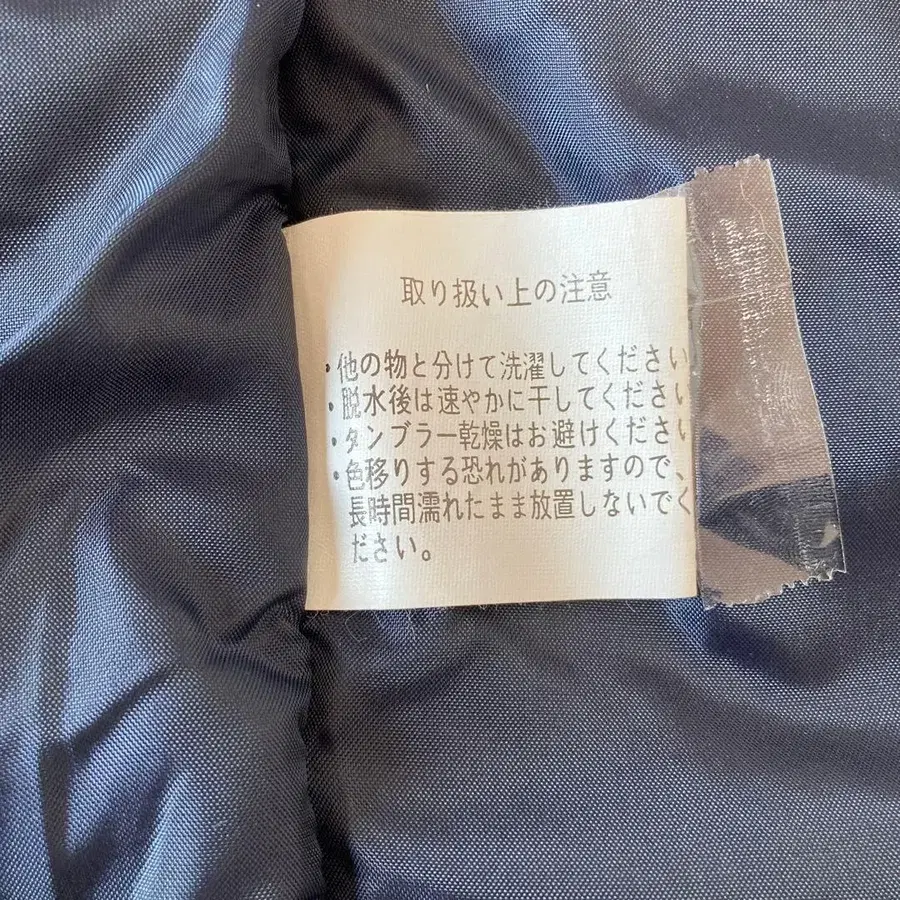 取り扱い上の注意
・他の物と分けて洗濯してください
・脱水後は速やかに干してください
・タンブラー乾燥はお避けください
・色移りする恐れがありますので、
長時間濡れたまま放置しないでく
ださい。